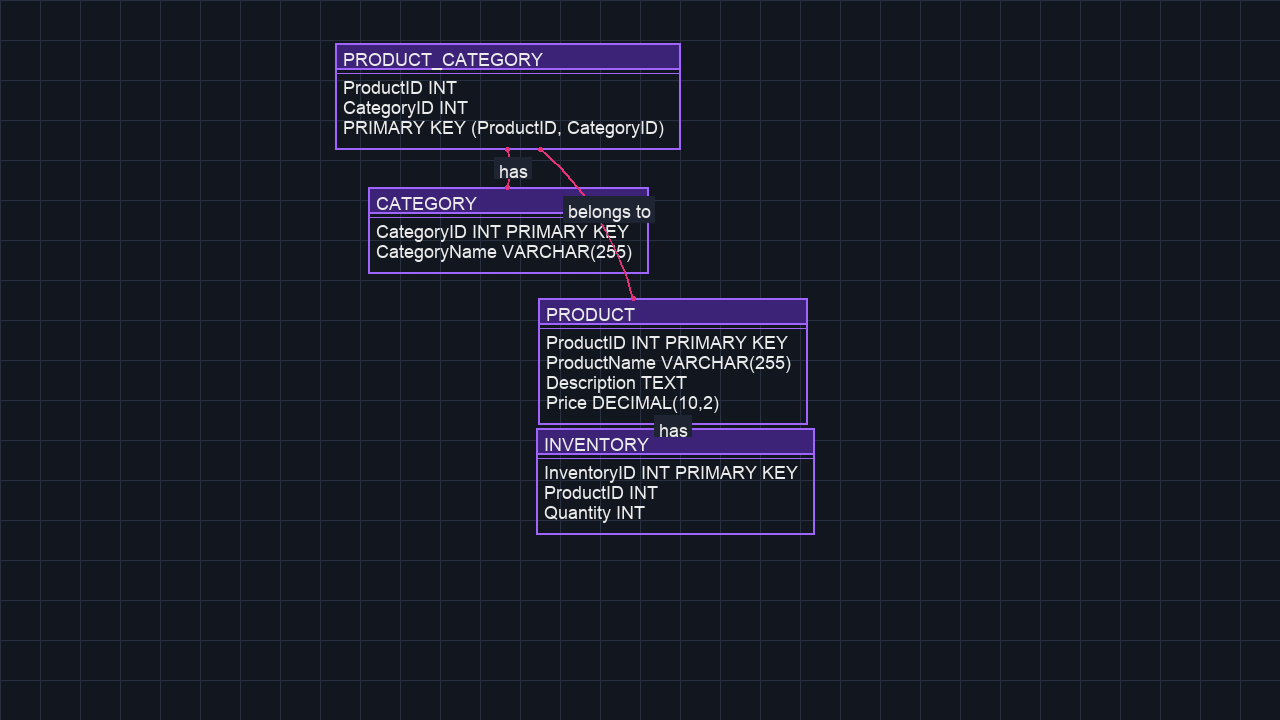 PRODUCT_CATEGORY
ProductID INT
CategoryID INT
PRIMARY KEY (ProductID, CategoryID)
has
CATEGORY
belongs to
CategoryID INT PRIMARY KEY
CategoryName VARCHAR(255)
PRODUCT
ProductID INT PRIMARY KEY
ProductName VARCHAR(255)
Description TEXT
Price DECIMAL(10,2)
has
INVENTORY
InventoryID INT PRIMARY KEY
ProductID INT
Quantity INT